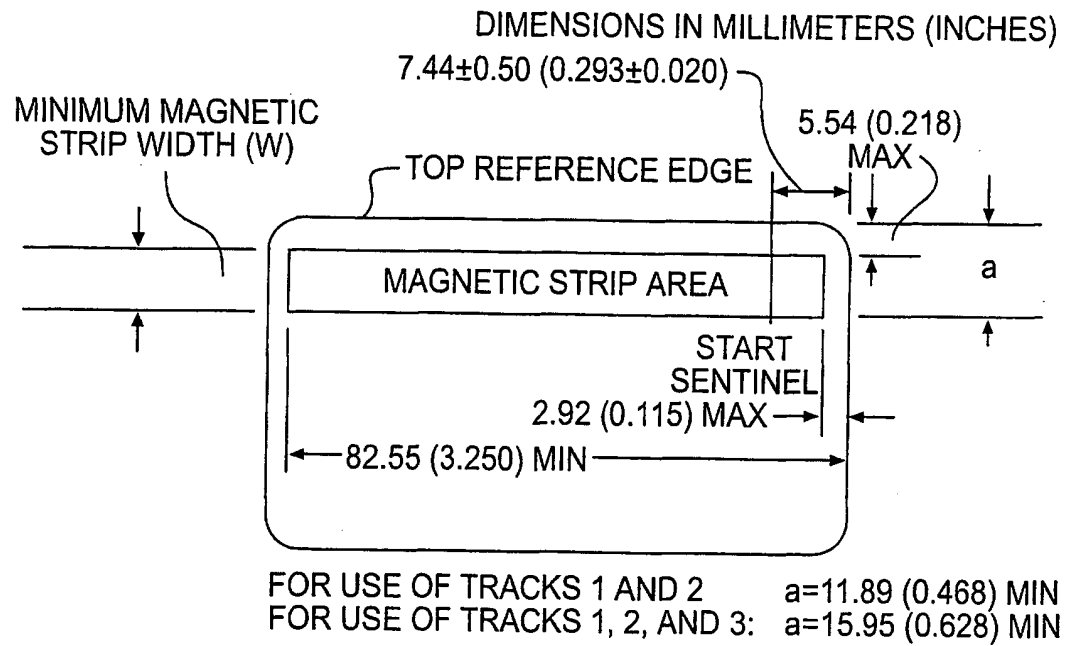 DIMENSIONS IN MILLIMETERS (INCHES)
7.44±0.50 (0.293±0.020)
MINIMUM MAGNETIC
STRIP WIDTH (W)
5.54 (0.218)
MAX
TOP REFERENCE EDGE
MAGNETIC STRIP AREA
a
START
SENTINEL
2.92 (0.115) MAX
82.55 (3.250) MIN
FOR USE OF TRACKS 1 AND 2 a=11.89 (0.468) MIN
FOR USE OF TRACKS 1, 2, AND 3: a=15.95 (0.628) MIN